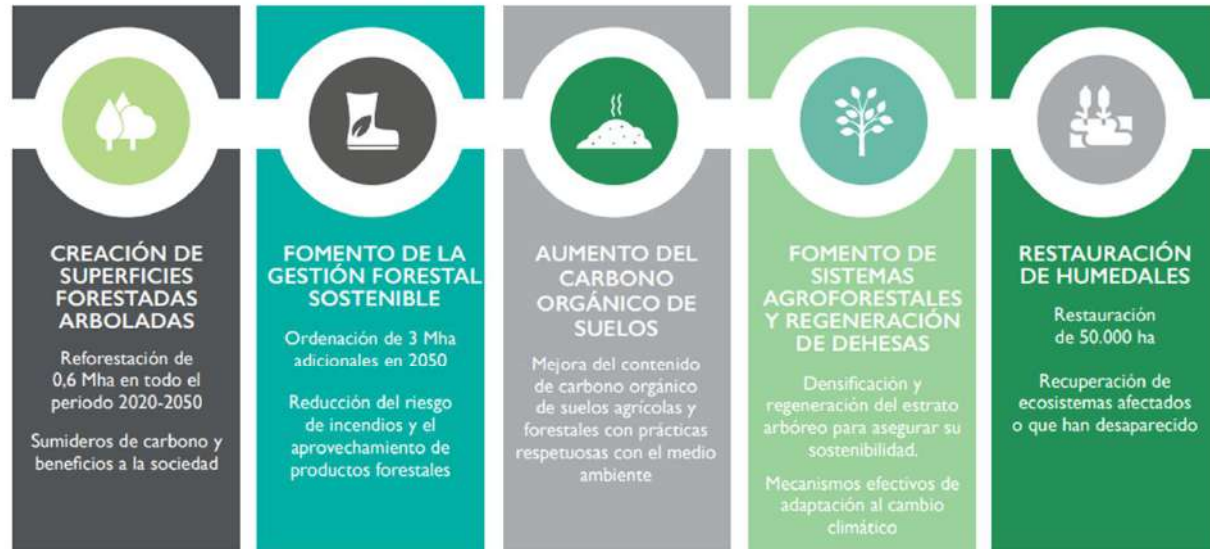 CREACIÓN DE
SUPERFICIES
FORESTADAS
ARBOLADAS
Reforestación de
0,6 Mha en todo el
periodo 2020-2050
Sumideros de carbono y
beneficios a la sociedad
FOMENTO DE LA
GESTIÓN FORESTAL
SOSTENIBLE
Ordenación de 3 Mha
adicionales en 2050
Reducción del riesgo
de incendios y el
aprovechamiento de
productos forestales
AUMENTO DEL
CARBONO
ORGÁNICO DE
SUELOS
Mejora del contenido
de carbono orgánico
de suelos agrícolas y
forestales con prácticas
respetuosas con el medio
ambiente
FOMENTO DE
SISTEMAS
AGROFORESTALES
Y REGENERACIÓN
DE DEHESAS
Densificación y
regeneración del estrato
arbóreo para asegurar su
sostenibilidad.
Mecanismos efectivos de
adaptación al cambio
climático
RESTAURACIÓN
DE HUMEDALES
Restauración
de 50.000 ha
Recuperación de
ecosistemas afectados
o que han desaparecido